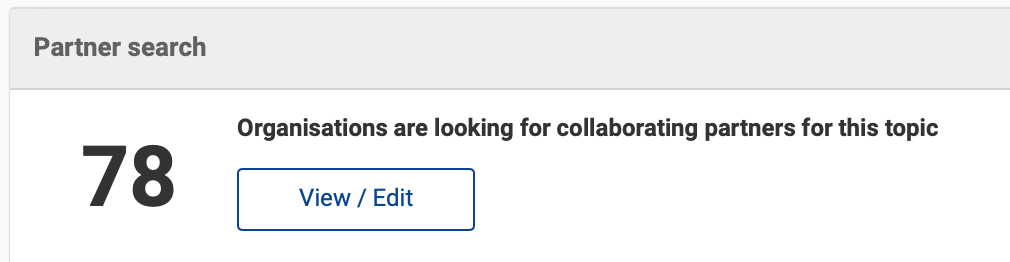 Partner search
78
Organisations are looking for collaborating partners for this topic
View / Edit